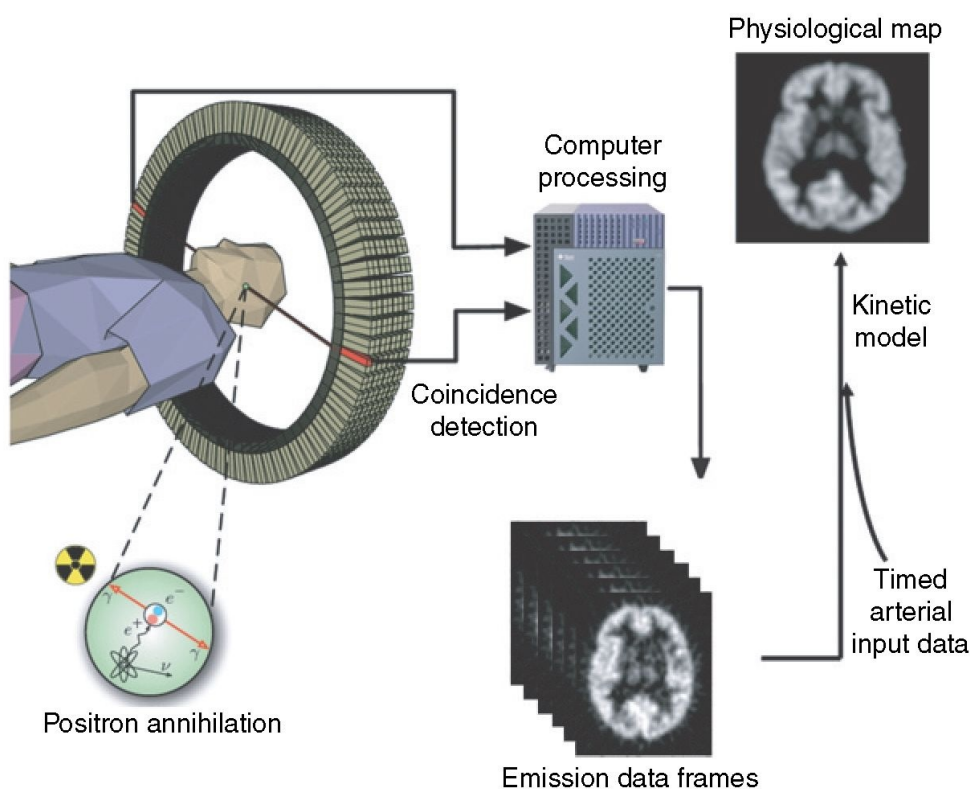 Physiological map
Computer
processing
Kinetic
model
Coincidence
detection
Timed
arterial
input data
γ
e−
e+
γ
ν
Positron annihilation
Emission data frames